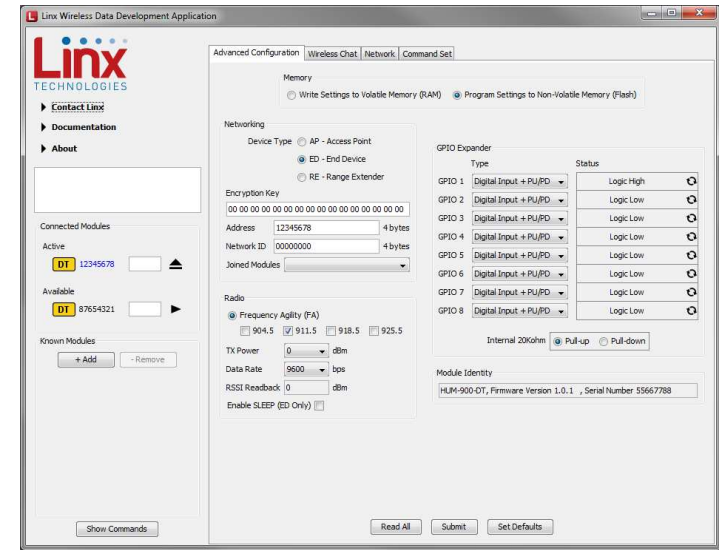 Linx Wireless Data Development Application
Linx
TECHNOLOGIES
Contact Linx
Documentation
About
Connected Modules
Active
DT 12345678
Available
DT 87654321
Known Modules
+ Add - Remove
Show Commands
Advanced Configuration Wireless Chat Network Command Set
Memory
Write Settings to Volatile Memory (RAM) Program Settings to Non-Volatile Memory (Flash)
Networking
Device Type AP - Access Point
ED - End Device
RE - Range Extender
Encryption Key
00 00 00 00 00 00 00 00 00 00 00 00 00 00 00 00
Address 12345678 4 bytes
Network ID 00000000 4 bytes
Joined Modules
Radio
Frequency Agility (FA)
904.5 911.5 918.5 925.5
TX Power 0 dBm
Data Rate 9600 bps
RSSI Readback 0 dBm
Enable SLEEP (ED Only)
GPIO Expander
Type Status
GPIO 1 Digital Input + PU/PD Logic High
GPIO 2 Digital Input + PU/PD Logic Low
GPIO 3 Digital Input + PU/PD Logic Low
GPIO 4 Digital Input + PU/PD Logic Low
GPIO 5 Digital Input + PU/PD Logic Low
GPIO 6 Digital Input + PU/PD Logic Low
GPIO 7 Digital Input + PU/PD Logic Low
GPIO 8 Digital Input + PU/PD Logic Low
Internal 20Kohm Pull-up Pull-down
Module Identity
HUM-900-DT, Firmware Version 1.0.1 , Serial Number 55667788
Read All Submit Set Defaults